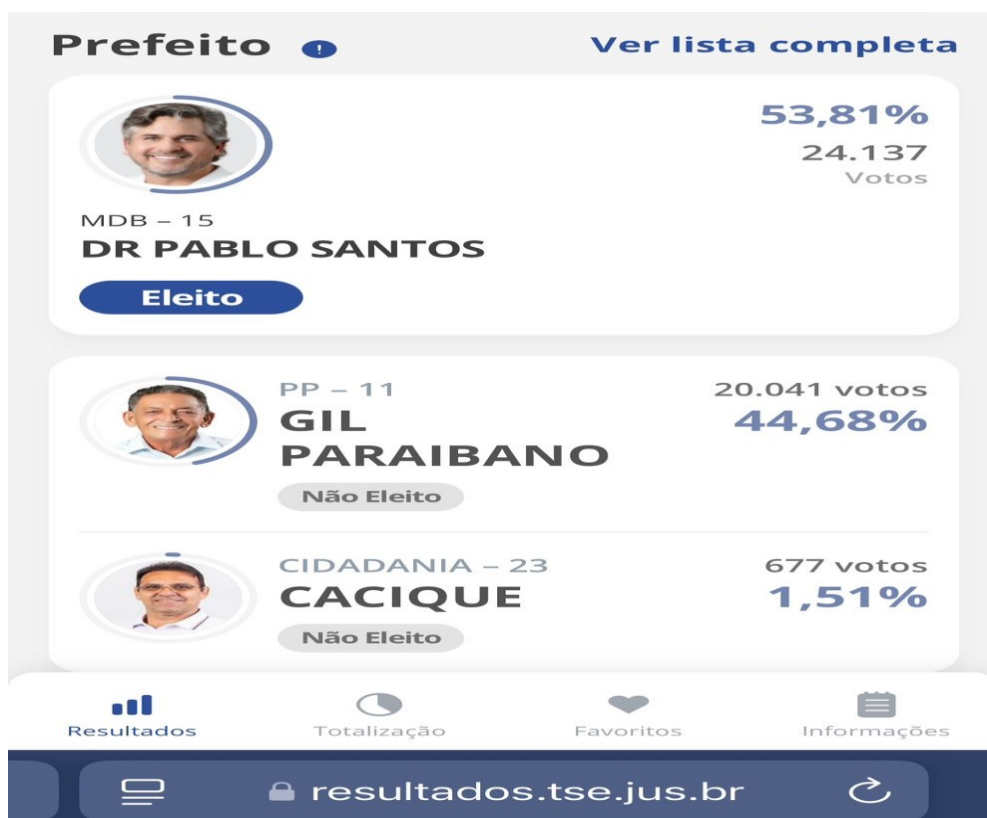 Prefeito
Ver lista completa
53,81%
24.137
Votos
MDB – 15
DR PABLO SANTOS
Eleito
PP – 11
20.041 votos
GIL
44,68%
PARAIBANO
Não Eleito
CIDADANIA – 23
677 votos
CACIQUE
1,51%
Não Eleito
Resultados
Totalização
Favoritos
Informações
resultados.tse.jus.br